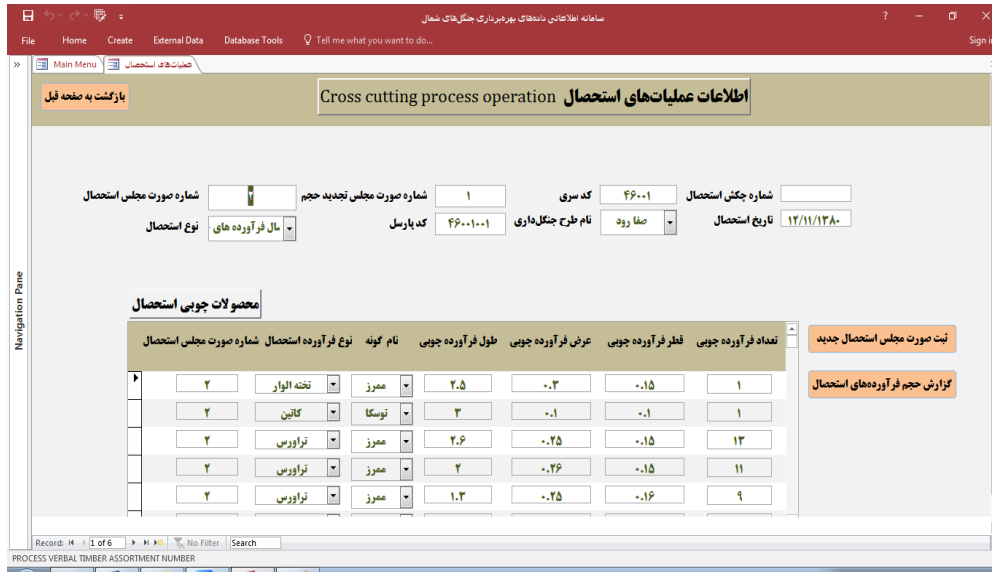 سامانه اطلاعاتی داده‌های بهره‌برداری جنگل‌های شمال
File Home Create External Data Database Tools Tell me what you want to do... Sign i
Main Menu عملیات‌های استحصال
بازگشت به صفحه قبل
اطلاعات عملیات‌های استحصال Cross cutting process operation
شماره چکش استحصال
کد سری ۴۶۰۰۱
شماره صورت مجلس تجدید حجم ۱
شماره صورت مجلس استحصال ۲
تاریخ استحصال ۱۲/۱۱/۱۳۸۰
نام طرح جنگل‌داری صفا رود
کد پارسل ۴۶۰۰۱۰۰۱
نوع استحصال مال فرآورده های
Navigation Pane
محصولات چوبی استحصال
ثبت صورت مجلس استحصال جدید
گزارش حجم فرآورده‌های استحصال
تعداد فرآورده چوبی قطر فرآورده چوبی عرض فرآورده چوبی طول فرآورده چوبی نام گونه نوع فرآورده استحصال شماره صورت مجلس استحصال
۱ ۰.۱۵ ۰.۳ ۲.۵ ممرز تخته الوار ۲
۱ ۰.۱ ۰.۱ ۳ توسکا کاتین ۲
۱۳ ۰.۱۵ ۰.۲۵ ۲.۶ ممرز تراورس ۲
۱۱ ۰.۱۵ ۰.۲۶ ۲ ممرز تراورس ۲
۹ ۰.۱۶ ۰.۲۵ ۱.۳ ممرز تراورس ۲
Record: 1 of 6 No Filter Search
PROCESS VERBAL TIMBER ASSORTMENT NUMBER